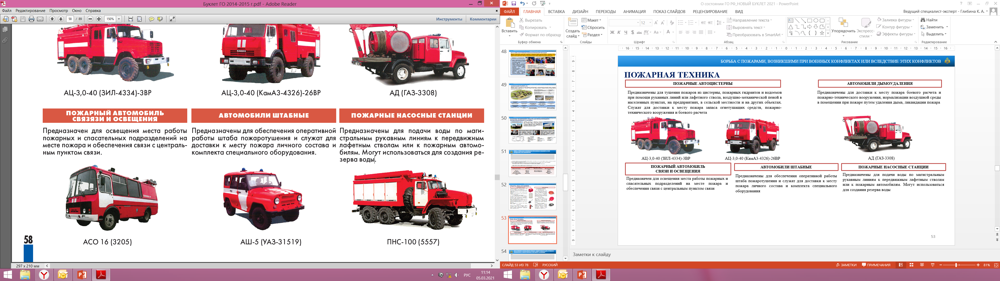 Буклет ГО 2014-2015 г.pdf - Adobe Reader
Файл Редактирование Просмотр Окно Справка
58 / 89 150% Инструменты Комментарии
АЦ-3,0-40 (ЗИЛ-4334)-3ВР
АЦ-3,0-40 (КамАЗ-4326)-26ВР
АД (ГАЗ-3308)
ПОЖАРНЫЙ АВТОМОБИЛЬ
СВЯЗЯЗИ И ОСВЕЩЕНИЯ
Предназначен для освещения места работы
пожарных и спасательных подразделений на
месте пожара и обеспечения связи с централь-
ным пунктом связи.
АВТОМОБИЛИ ШТАБНЫЕ
Предназначены для обеспечения оперативной
работы штаба пожаротушения и служат для
доставки к месту пожара личного состава и
комплекта специального оборудования.
ПОЖАРНЫЕ НАСОСНЫЕ СТАНЦИИ
Предназначены для подачи воды по маги-
стральным рукавным линиям к передвижным
лафетным стволам или к пожарным автомо-
билям. Могут использоваться для создания ре-
зерва воды.
АСО 16 (3205)
АШ-5 (УАЗ-31519)
ПНС-100 (5557)
58
297 x 210 мм
РУС
11:14
05.03.2021
О состоянии ГО РФ_НОВЫЙ БУКЛЕТ 2021 - PowerPoint
ФАЙЛ ГЛАВНАЯ ВСТАВКА ДИЗАЙН ПЕРЕХОДЫ АНИМАЦИЯ ПОКАЗ СЛАЙДОВ РЕЦЕНЗИРОВАНИЕ ВИД
Ведущий специалист-эксперт - Глибина К. А.
Вставить
Вырезать
Копировать
Формат по образцу
Буфер обмена
Создать
слайд
Макет
Сбросить
Раздел
Слайды
12
Ж К Ч S abc AV Aa A
Шрифт
Направление текста
Выровнять текст
Преобразовать в SmartArt
Абзац
Упорядочить
Экспресс-
стили
Заливка фигуры
Контур фигуры
Эффекты фигуры
Рисование
Найти
Заменить
Выделить
Редактирование
48
49
50
51
52
53
54
БОРЬБА С ПОЖАРАМИ, ВОЗНИКШИМИ ПРИ ВОЕННЫХ КОНФЛИКТАХ ИЛИ ВСЛЕДСТВИЕ ЭТИХ КОНФЛИКТОВ
ПОЖАРНАЯ ТЕХНИКА
ПОЖАРНЫЕ АВТОЦИСТЕРНЫ
Предназначены для тушения пожаров из цистерны, пожарных гидрантов и водоемов
при помощи рукавных линий или лафетного ствола, воздушно-механической пеной в
населенных пунктах, на предприятиях, в сельской местности и на других объектах.
Служат для доставки к месту пожара запаса огнетушащих средств, пожарно-
технического вооружения и боевого расчета
АВТОМОБИЛИ ДЫМОУДАЛЕНИЯ
Предназначены для доставки к месту пожара боевого расчета и
пожарно-технического вооружения, нормализации воздушной среды
в помещении при пожаре путем удаления дыма, ликвидации пожара
АЦ-3,0-40 (ЗИЛ-4334)-3ВР
АЦ-3,0-40 (КамАЗ-4326)-26ВР
АД (ГАЗ-3308)
ПОЖАРНЫЙ АВТОМОБИЛЬ
СВЯЗИ И ОСВЕЩЕНИЯ
Предназначен для освещения места работы пожарных и
спасательных подразделений на месте пожара и
обеспечения связи с центральным пунктом связи
АВТОМОБИЛИ ШТАБНЫЕ
Предназначены для обеспечения оперативной работы
штаба пожаротушения и служат для доставки к месту
пожара личного состава и комплекта специального
оборудования
ПОЖАРНЫЕ НАСОСНЫЕ СТАНЦИИ
Предназначены для подачи воды по магистральным
рукавным линиям к передвижным лафетным стволам
или к пожарным автомобилям. Могут использоваться
для создания резерва воды
53
Заметки к слайду
СЛАЙД 53 ИЗ 78 РУССКИЙ ЗАМЕТКИ ПРИМЕЧАНИЯ 81%